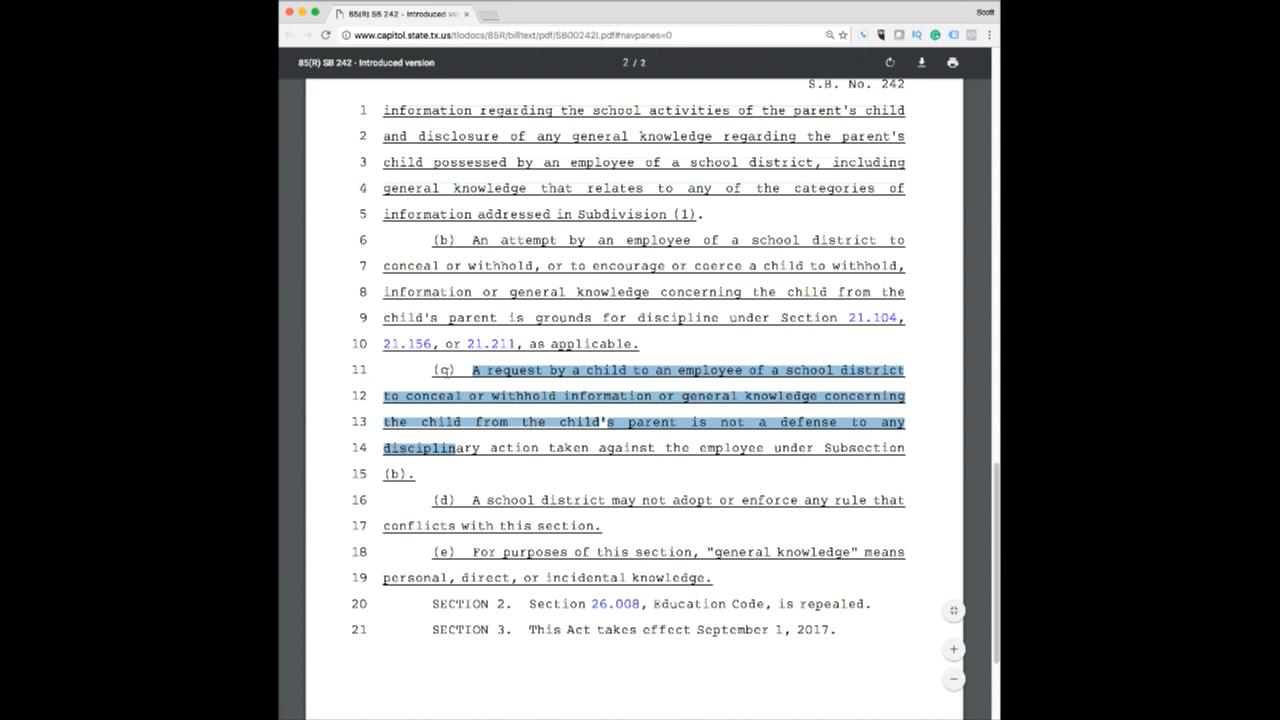 Scott
85(R) SB 242 - Introduced ve
www.capitol.state.tx.us/tlodocs/85R/billtext/pdf/SB00242I.pdf#navpanes=0
85(R) SB 242 - Introduced version 2 / 2
S.B. No. 242
1 information regarding the school activities of the parent's child
2 and disclosure of any general knowledge regarding the parent's
3 child possessed by an employee of a school district, including
4 general knowledge that relates to any of the categories of
5 information addressed in Subdivision (1).
6 (b) An attempt by an employee of a school district to
7 conceal or withhold, or to encourage or coerce a child to withhold,
8 information or general knowledge concerning the child from the
9 child's parent is grounds for discipline under Section 21.104,
10 21.156, or 21.211, as applicable.
11 (c) A request by a child to an employee of a school district
12 to conceal or withhold information or general knowledge concerning
13 the child from the child's parent is not a defense to any
14 disciplinary action taken against the employee under Subsection
15 (b).
16 (d) A school district may not adopt or enforce any rule that
17 conflicts with this section.
18 (e) For purposes of this section, "general knowledge" means
19 personal, direct, or incidental knowledge.
20 SECTION 2. Section 26.008, Education Code, is repealed.
21 SECTION 3. This Act takes effect September 1, 2017.